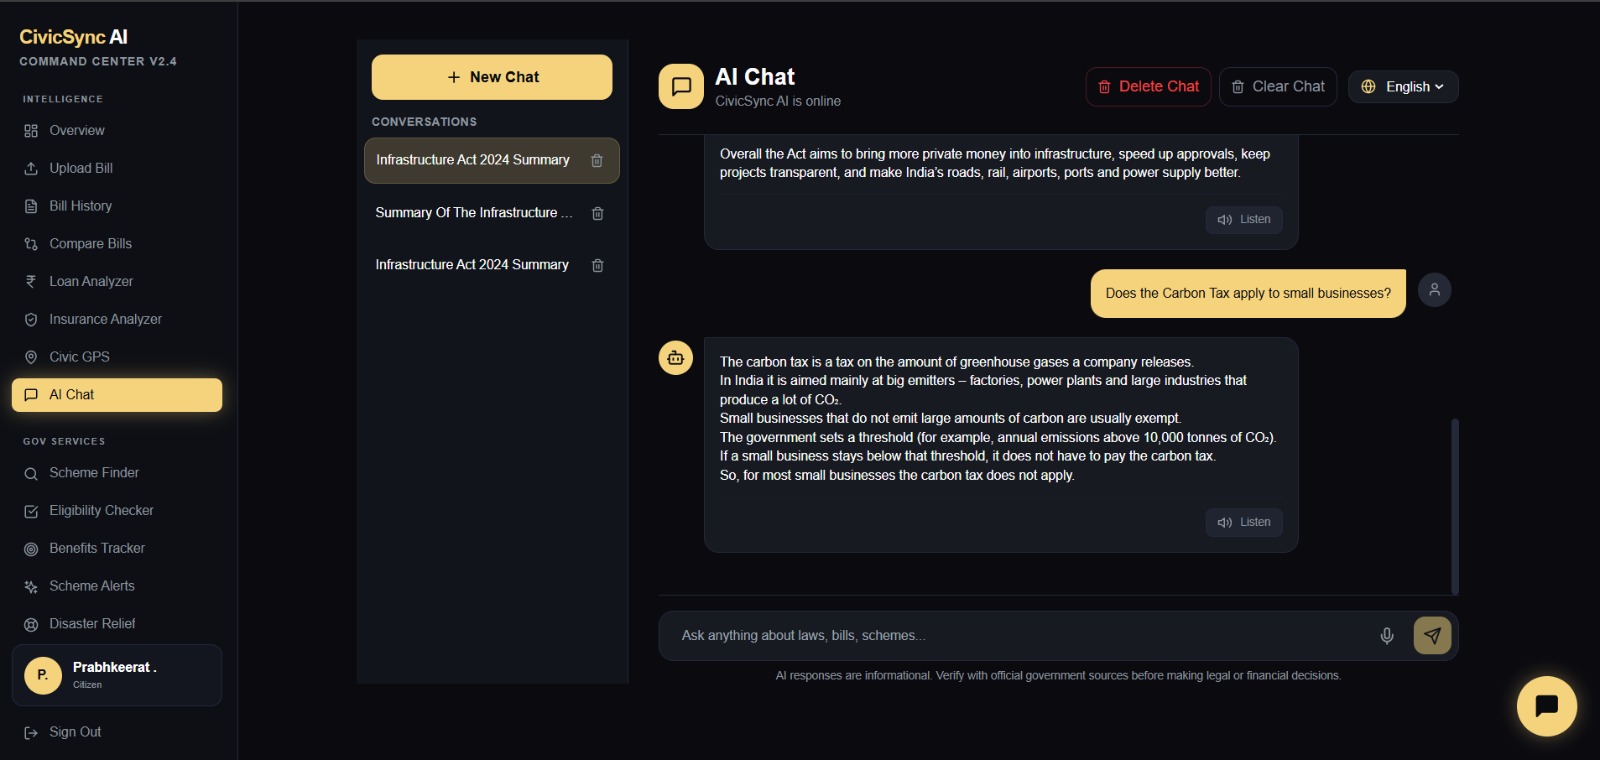 CivicSync AI
COMMAND CENTER V2.4
INTELLIGENCE
Overview
Upload Bill
Bill History
Compare Bills
Loan Analyzer
Insurance Analyzer
Civic GPS
AI Chat
GOV SERVICES
Scheme Finder
Eligibility Checker
Benefits Tracker
Scheme Alerts
Disaster Relief
P.
Prabhkeerat .
Citizen
Sign Out
+ New Chat
CONVERSATIONS
Infrastructure Act 2024 Summary
Summary Of The Infrastructure ...
Infrastructure Act 2024 Summary
AI Chat
CivicSync AI is online
Delete Chat
Clear Chat
English
Overall the Act aims to bring more private money into infrastructure, speed up approvals, keep
projects transparent, and make India's roads, rail, airports, ports and power supply better.
Listen
Does the Carbon Tax apply to small businesses?
The carbon tax is a tax on the amount of greenhouse gases a company releases.
In India it is aimed mainly at big emitters – factories, power plants and large industries that
produce a lot of CO₂.
Small businesses that do not emit large amounts of carbon are usually exempt.
The government sets a threshold (for example, annual emissions above 10,000 tonnes of CO₂).
If a small business stays below that threshold, it does not have to pay the carbon tax.
So, for most small businesses the carbon tax does not apply.
Listen
Ask anything about laws, bills, schemes...
AI responses are informational. Verify with official government sources before making legal or financial decisions.